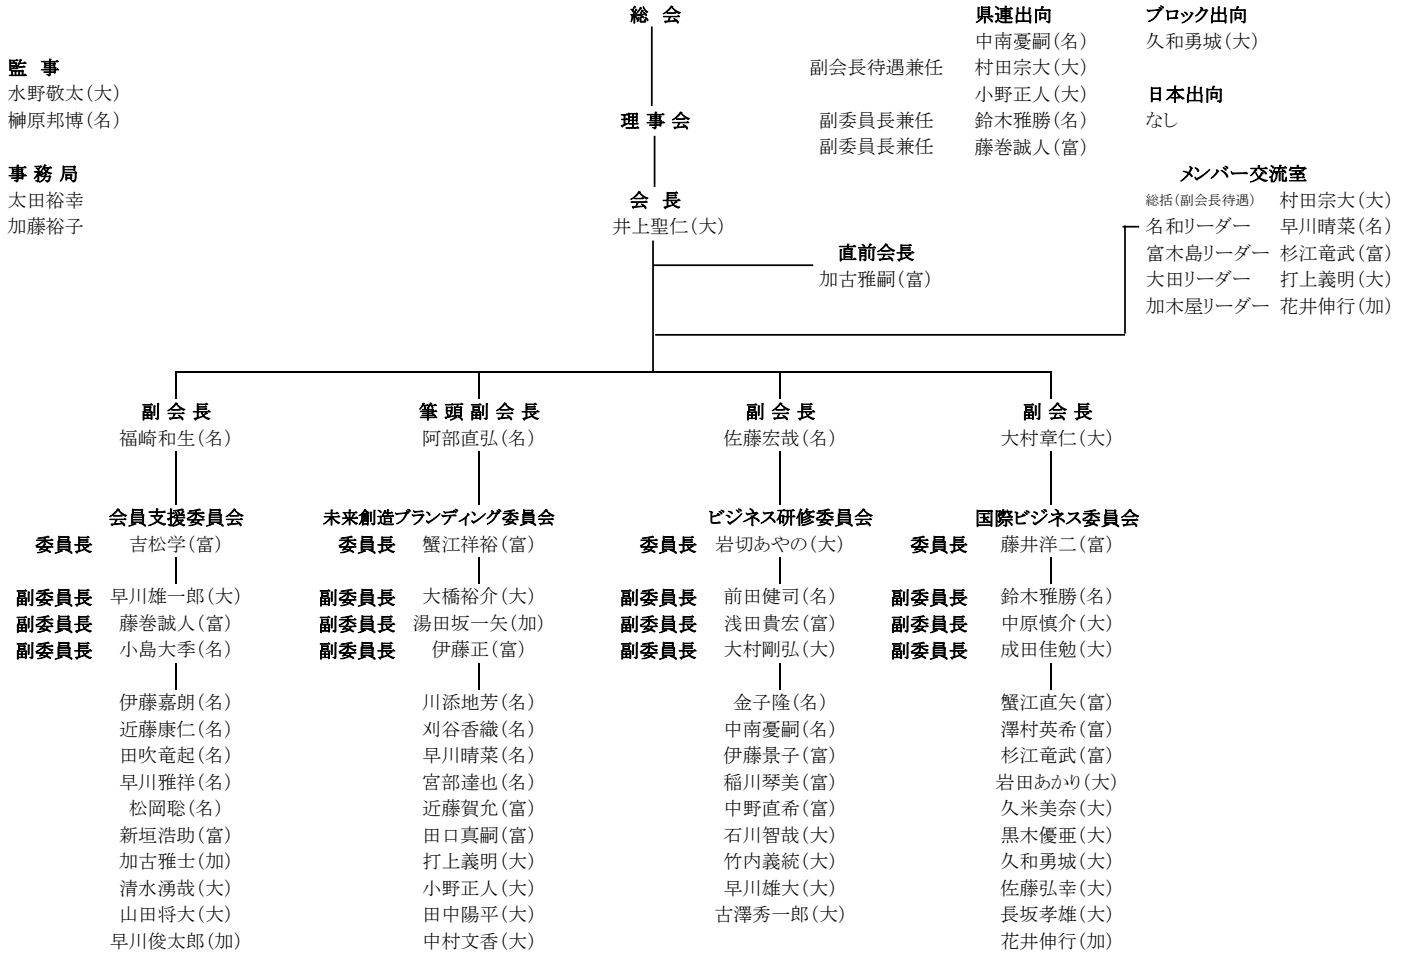 総 会
理 事 会
会 長
井上聖仁(大)
直前会長
加古雅嗣(富)
監 事
水野敬太(大)
榊原邦博(名)
事 務 局
太田裕幸
加藤裕子
県連出向
中南憂嗣(名)
副会長待遇兼任 村田宗大(大)
小野正人(大)
副委員長兼任 鈴木雅勝(名)
副委員長兼任 藤巻誠人(富)
ブロック出向
久和勇城(大)
日本出向
なし
メンバー交流室
総括(副会長待遇) 村田宗大(大)
名和リーダー 早川晴菜(名)
富木島リーダー 杉江竜武(富)
大田リーダー 打上義明(大)
加木屋リーダー 花井伸行(加)
副 会 長
福崎和生(名)
会員支援委員会
委員長 吉松学(富)
副委員長 早川雄一郎(大)
副委員長 藤巻誠人(富)
副委員長 小島大季(名)
伊藤嘉朗(名)
近藤康仁(名)
田吹竜起(名)
早川雅祥(名)
松岡聡(名)
新垣浩助(富)
加古雅士(加)
清水湧哉(大)
山田将大(大)
早川俊太郎(加)
筆 頭 副 会 長
阿部直弘(名)
未来創造ブランディング委員会
委員長 蟹江祥裕(富)
副委員長 大橋裕介(大)
副委員長 湯田坂一矢(加)
副委員長 伊藤正(富)
川添地芳(名)
刈谷香織(名)
早川晴菜(名)
宮部達也(名)
近藤賀允(富)
田口真嗣(富)
打上義明(大)
小野正人(大)
田中陽平(大)
中村文香(大)
副 会 長
佐藤宏哉(名)
ビジネス研修委員会
委員長 岩切あやの(大)
副委員長 前田健司(名)
副委員長 浅田貴宏(富)
副委員長 大村剛弘(大)
金子隆(名)
中南憂嗣(名)
伊藤景子(富)
稲川琴美(富)
中野直希(富)
石川智哉(大)
竹内義統(大)
早川雄大(大)
古澤秀一郎(大)
副 会 長
大村章仁(大)
国際ビジネス委員会
委員長 藤井洋二(富)
副委員長 鈴木雅勝(名)
副委員長 中原慎介(大)
副委員長 成田佳勉(大)
蟹江直矢(富)
澤村英希(富)
杉江竜武(富)
岩田あかり(大)
久米美奈(大)
黒木優亜(大)
久和勇城(大)
佐藤弘幸(大)
長坂孝雄(大)
花井伸行(加)